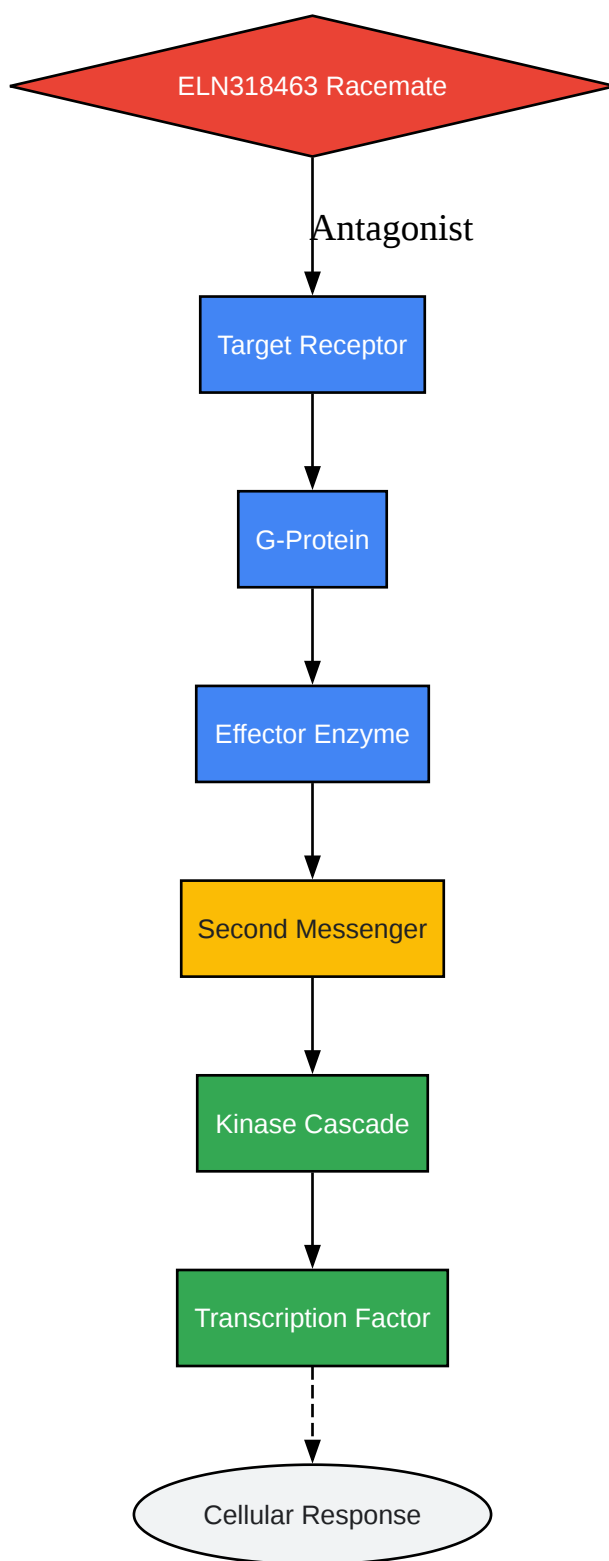 ELN318463 Racemate
Antagonist
Target Receptor
G-Protein
Effector Enzyme
Second Messenger
Kinase Cascade
Transcription Factor
Cellular Response